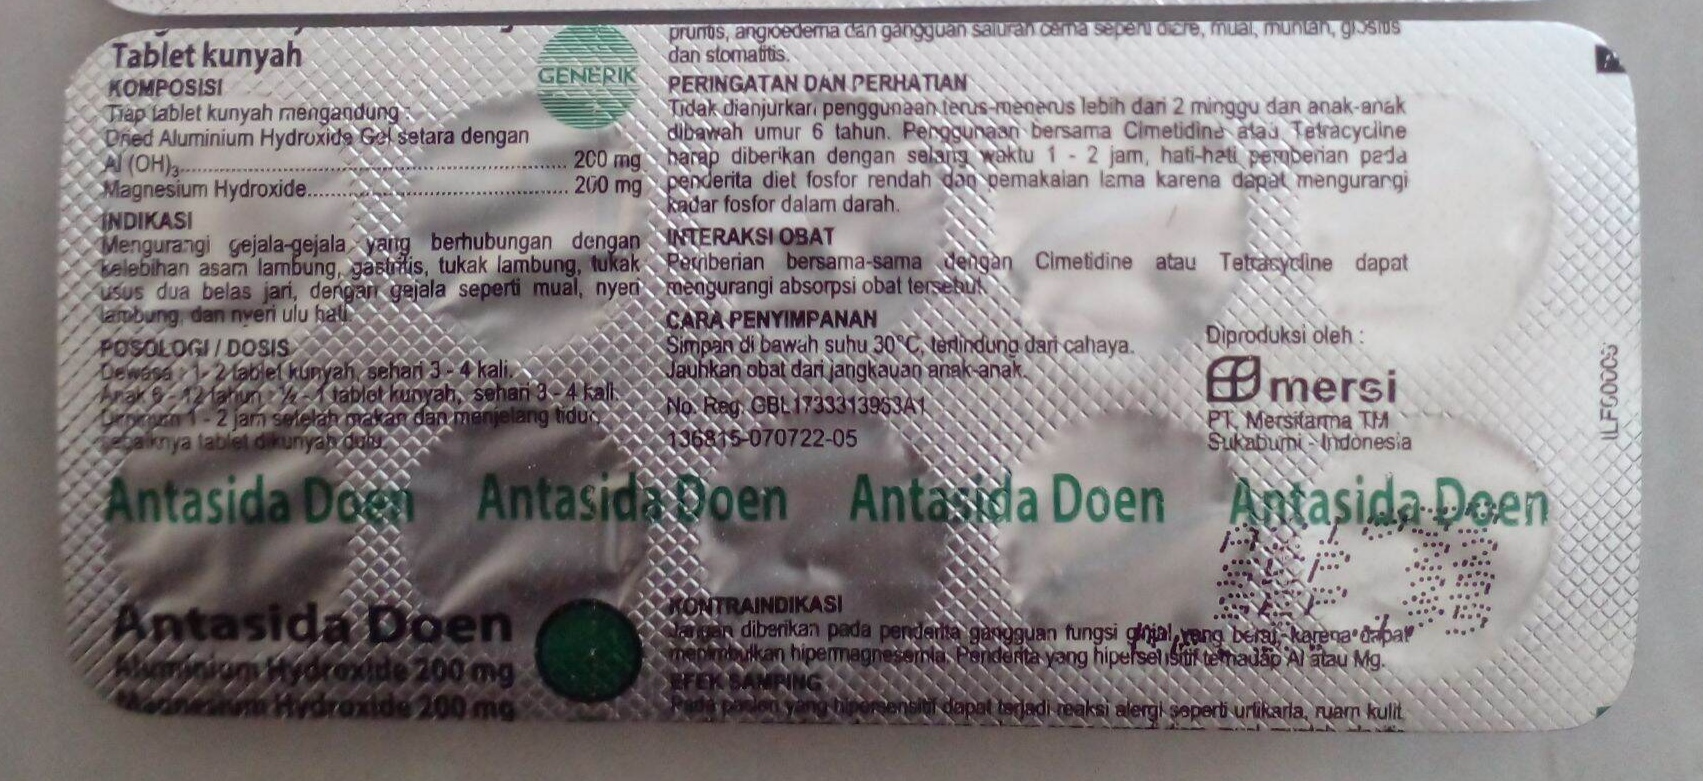 Tablet kunyah
KOMPOSISI
Tiap tablet kunyah mengandung :
Dried Aluminium Hydroxide Gel setara dengan
Al (OH)3........................................................ 200 mg
Magnesium Hydroxide...................................... 200 mg
INDIKASI
Mengurangi gejala-gejala yang berhubungan dengan
kelebihan asam lambung, gastritis, tukak lambung, tukak
usus dua belas jari, dengan gejala seperti mual, nyeri
lambung, dan nyeri ulu hati.
POSOLOGI / DOSIS
Dewasa : 1- 2 tablet kunyah, sehari 3 - 4 kali.
Anak 6 - 12 tahun : ½ - 1 tablet kunyah, sehari 3 - 4 kali.
Diminum 1 - 2 jam setelah makan dan menjelang tidur,
sebaiknya tablet dikunyah dulu.
GENERIK
pruritis, angioedema dan gangguan saluran cerna seperti diare, mual, muntah, glositis
dan stomatitis.
PERINGATAN DAN PERHATIAN
Tidak dianjurkan penggunaan terus-menerus lebih dari 2 minggu dan anak-anak
dibawah umur 6 tahun. Penggunaan bersama Cimetidine atau Tetracycline
harap diberikan dengan selang waktu 1 - 2 jam, hati-hati pemberian pada
penderita diet fosfor rendah dan pemakaian lama karena dapat mengurangi
kadar fosfor dalam darah.
INTERAKSI OBAT
Pemberian bersama-sama dengan Cimetidine atau Tetracycline dapat
mengurangi absorpsi obat tersebut.
CARA PENYIMPANAN
Simpan di bawah suhu 30°C, terlindung dari cahaya.
Jauhkan obat dari jangkauan anak-anak.
No. Reg. GBL1733313963A1
136815-070722-05
Diproduksi oleh :
mersi
PT. Mersifarma TM
Sukabumi - Indonesia
ILF0000S
Antasida Doen Antasida Doen Antasida Doen Antasida Doen
Antasida Doen
Aluminium Hydroxide 200 mg
Magnesium Hydroxide 200 mg
KONTRAINDIKASI
Jangan diberikan pada penderita gangguan fungsi ginjal yang berat, karena dapat
menimbulkan hipermagnesemia. Penderita yang hipersensitif terhadap Al atau Mg.
EFEK SAMPING
Pada pasien yang hipersensitif dapat terjadi reaksi alergi seperti urtikaria, ruam kulit